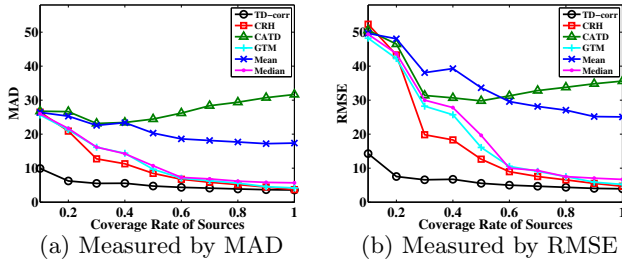 60
50
40
30
20
10
0
MAD
0.2 0.4 0.6 0.8 1
Coverage Rate of Sources
TD-corr
CRH
CATD
GTM
Mean
Median
(a) Measured by MAD
60
50
40
30
20
10
0
RMSE
0.2 0.4 0.6 0.8 1
Coverage Rate of Sources
TD-corr
CRH
CATD
GTM
Mean
Median
(b) Measured by RMSE